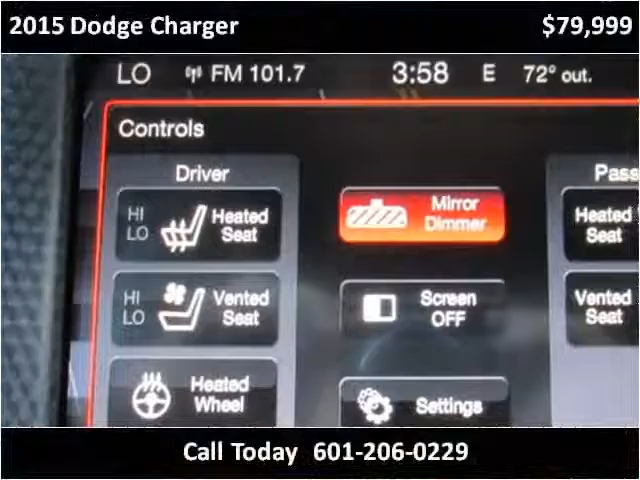 2015 Dodge Charger $79,999
LO FM 101.7 3:58 E 72° out.
Controls
Driver
Pass
HI
LO
Heated
Seat
Mirror
Dimmer
Heated
Seat
HI
LO
Vented
Seat
Screen
OFF
Vented
Seat
Heated
Wheel
Settings
Call Today 601-206-0229